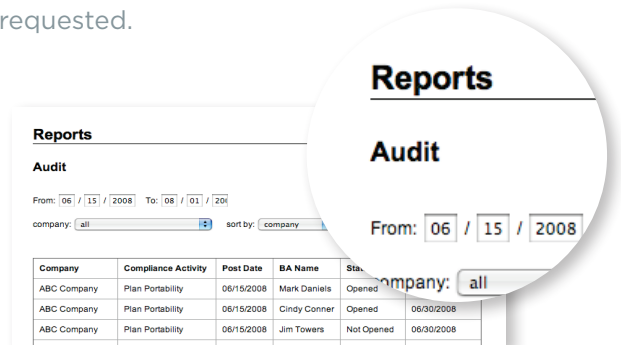 requested.
Reports
Audit
From: 06 / 15 / 2008 To: 08 / 01 /
company: all sort by: company
Company Compliance Activity Post Date BA Name
ABC Company Plan Portability 06/15/2008 Mark Daniels Opened
ABC Company Plan Portability 06/15/2008 Cindy Conner Opened 06/30/2008
ABC Company Plan Portability 06/15/2008 Jim Towers Not Opened 06/30/2008
Reports
Audit
From: 06 / 15 / 2008
company: all